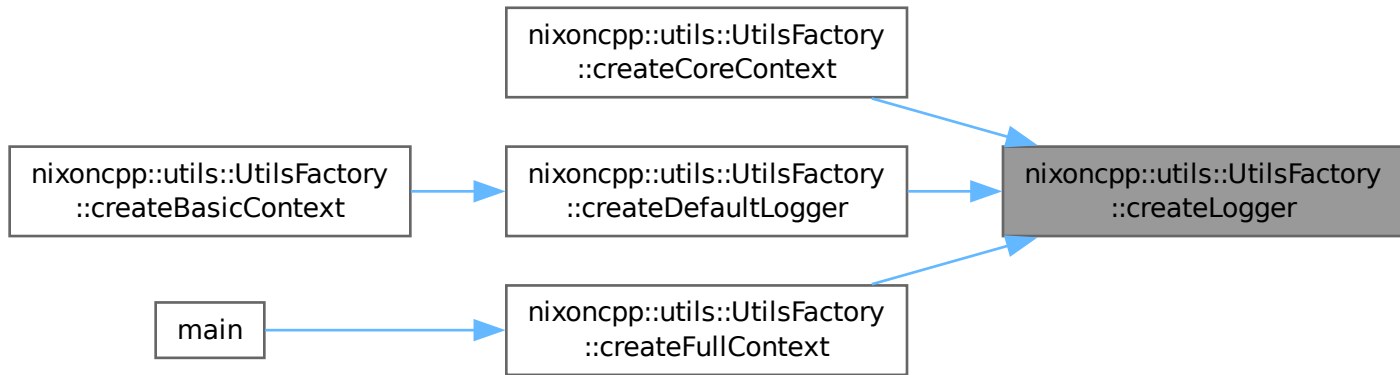 nixoncpp::utils::UtilsFactory
::createCoreContext
nixoncpp::utils::UtilsFactory
::createBasicContext
nixoncpp::utils::UtilsFactory
::createDefaultLogger
nixoncpp::utils::UtilsFactory
::createLogger
main
nixoncpp::utils::UtilsFactory
::createFullContext